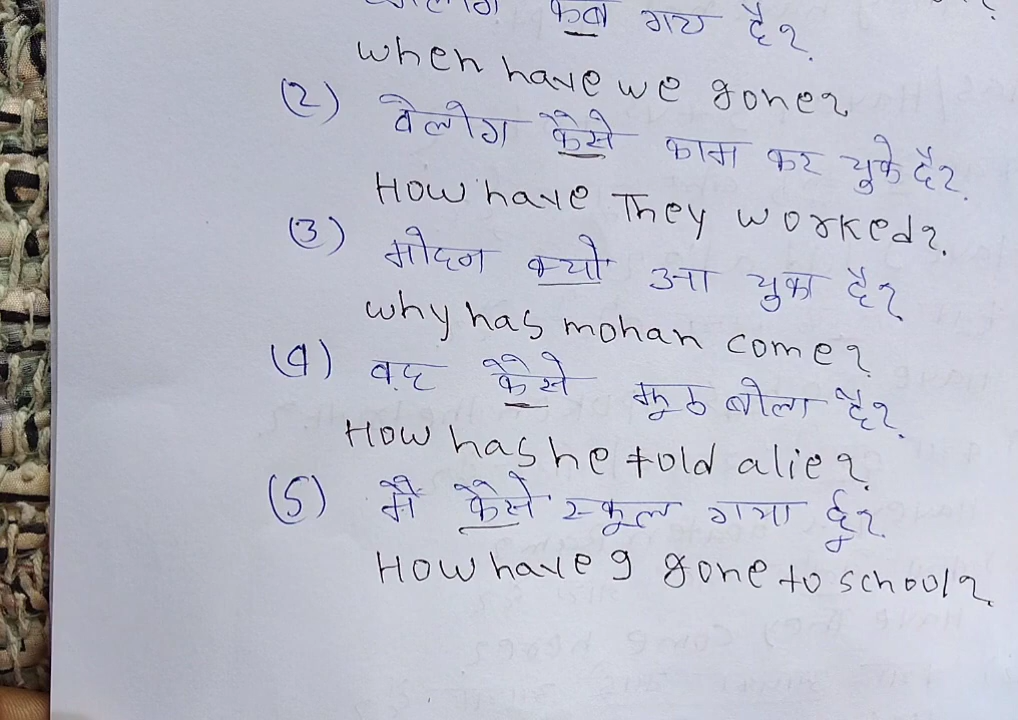 कब गय है?
when have we gone?
(2) वेलोग कैसे काम कर चुके है?
How have They worked?
(3) मोहन क्यों आ चुका है?
why has mohan come?
(4) वह कैसे झूठ बोला है?
How has he told a lie?
(5) मैं कैसे स्कूल गया हूँ?
How have I gone to school?